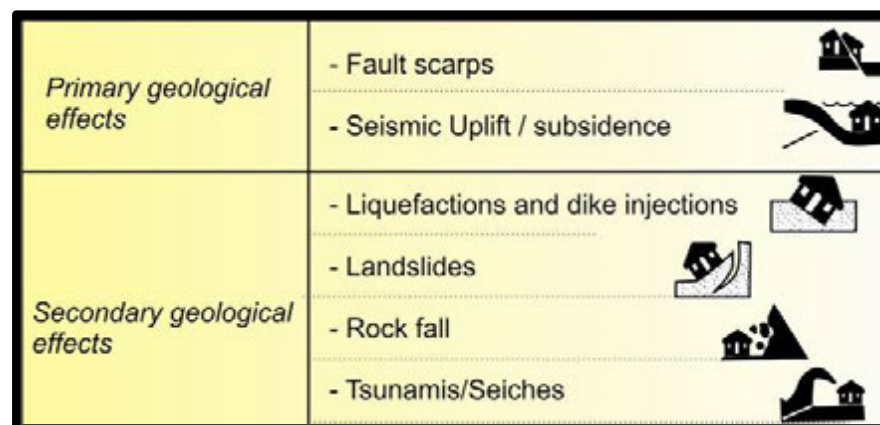 Primary geological
effects
- Fault scarps
- Seismic Uplift / subsidence
Secondary geological
effects
- Liquefactions and dike injections
- Landslides
- Rock fall
- Tsunamis/Seiches